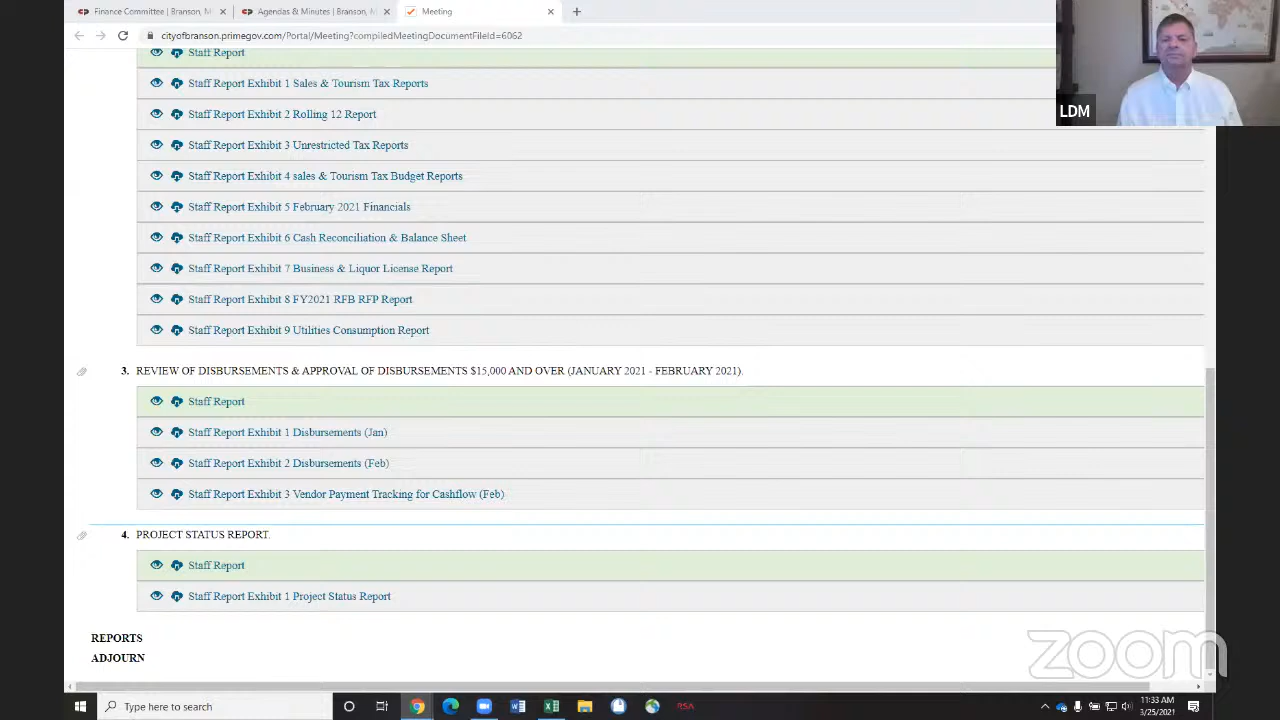 Finance Committee | Branson, M
Agendas & Minutes | Branson, M
Meeting
cityofbranson.primegov.com/Portal/Meeting?compiledMeetingDocumentFileId=6062
Staff Report
Staff Report Exhibit 1 Sales & Tourism Tax Reports
LDM
Staff Report Exhibit 2 Rolling 12 Report
Staff Report Exhibit 3 Unrestricted Tax Reports
Staff Report Exhibit 4 sales & Tourism Tax Budget Reports
Staff Report Exhibit 5 February 2021 Financials
Staff Report Exhibit 6 Cash Reconciliation & Balance Sheet
Staff Report Exhibit 7 Business & Liquor License Report
Staff Report Exhibit 8 FY2021 RFB RFP Report
Staff Report Exhibit 9 Utilities Consumption Report
3. REVIEW OF DISBURSEMENTS & APPROVAL OF DISBURSEMENTS $15,000 AND OVER (JANUARY 2021 - FEBRUARY 2021).
Staff Report
Staff Report Exhibit 1 Disbursements (Jan)
Staff Report Exhibit 2 Disbursements (Feb)
Staff Report Exhibit 3 Vendor Payment Tracking for Cashflow (Feb)
4. PROJECT STATUS REPORT.
Staff Report
Staff Report Exhibit 1 Project Status Report
REPORTS
ADJOURN
zoom
Type here to search
RSA
11:33 AM
3/25/2021